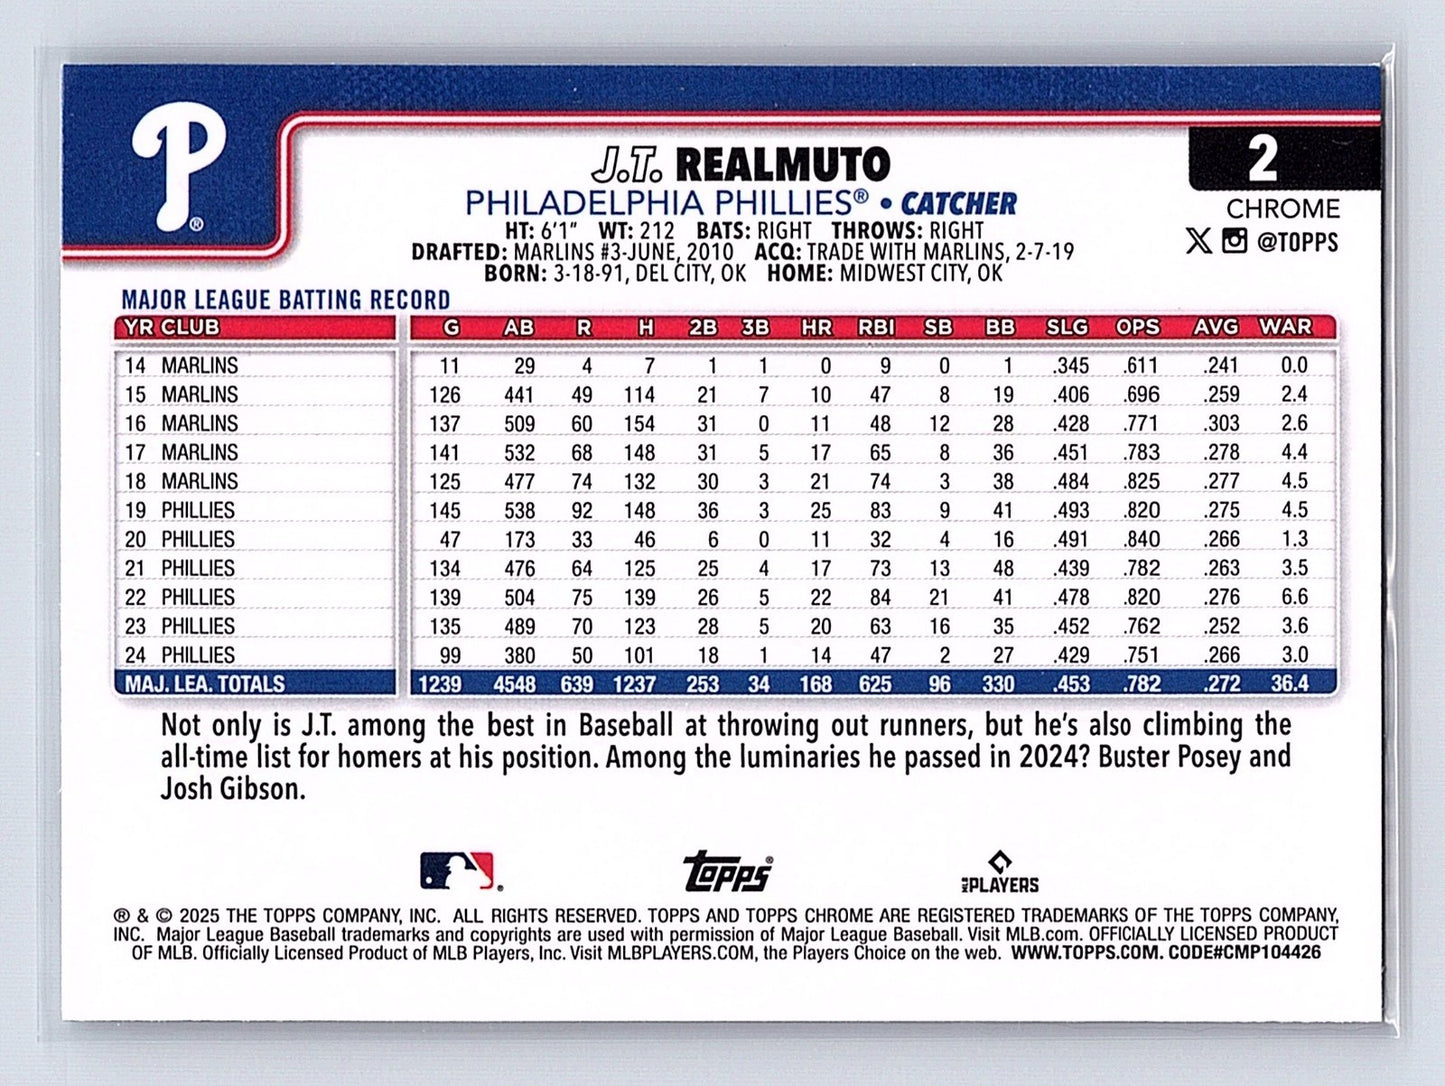 P®
J.T. REALMUTO
2
PHILADELPHIA PHILLIES® • CATCHER
CHROME
HT: 6'1" WT: 212 BATS: RIGHT THROWS: RIGHT
@TOPPS
DRAFTED: MARLINS #3-JUNE, 2010 ACQ: TRADE WITH MARLINS, 2-7-19
BORN: 3-18-91, DEL CITY, OK HOME: MIDWEST CITY, OK
MAJOR LEAGUE BATTING RECORD
YR CLUB G AB R H 2B 3B HR RBI SB BB SLG OPS AVG WAR
14 MARLINS 11 29 4 7 1 1 0 9 0 1 .345 .611 .241 0.0
15 MARLINS 126 441 49 114 21 7 10 47 8 19 .406 .696 .259 2.4
16 MARLINS 137 509 60 154 31 0 11 48 12 28 .428 .771 .303 2.6
17 MARLINS 141 532 68 148 31 5 17 65 8 36 .451 .783 .278 4.4
18 MARLINS 125 477 74 132 30 3 21 74 3 38 .484 .825 .277 4.5
19 PHILLIES 145 538 92 148 36 3 25 83 9 41 .493 .820 .275 4.5
20 PHILLIES 47 173 33 46 6 0 11 32 4 16 .491 .840 .266 1.3
21 PHILLIES 134 476 64 125 25 4 17 73 13 48 .439 .782 .263 3.5
22 PHILLIES 139 504 75 139 26 5 22 84 21 41 .478 .820 .276 6.6
23 PHILLIES 135 489 70 123 28 5 20 63 16 35 .452 .762 .252 3.6
24 PHILLIES 99 380 50 101 18 1 14 47 2 27 .429 .751 .266 3.0
MAJ. LEA. TOTALS 1239 4548 639 1237 253 34 168 625 96 330 .453 .782 .272 36.4
Not only is J.T. among the best in Baseball at throwing out runners, but he's also climbing the
all-time list for homers at his position. Among the luminaries he passed in 2024? Buster Posey and
Josh Gibson.
Topps®
MLB PLAYERS
® & © 2025 THE TOPPS COMPANY, INC. ALL RIGHTS RESERVED. TOPPS AND TOPPS CHROME ARE REGISTERED TRADEMARKS OF THE TOPPS COMPANY,
INC. Major League Baseball trademarks and copyrights are used with permission of Major League Baseball. Visit MLB.com. OFFICIALLY LICENSED PRODUCT
OF MLB. Officially Licensed Product of MLB Players, Inc. Visit MLBPLAYERS.COM, the Players Choice on the web. WWW.TOPPS.COM. CODE#CMP104426